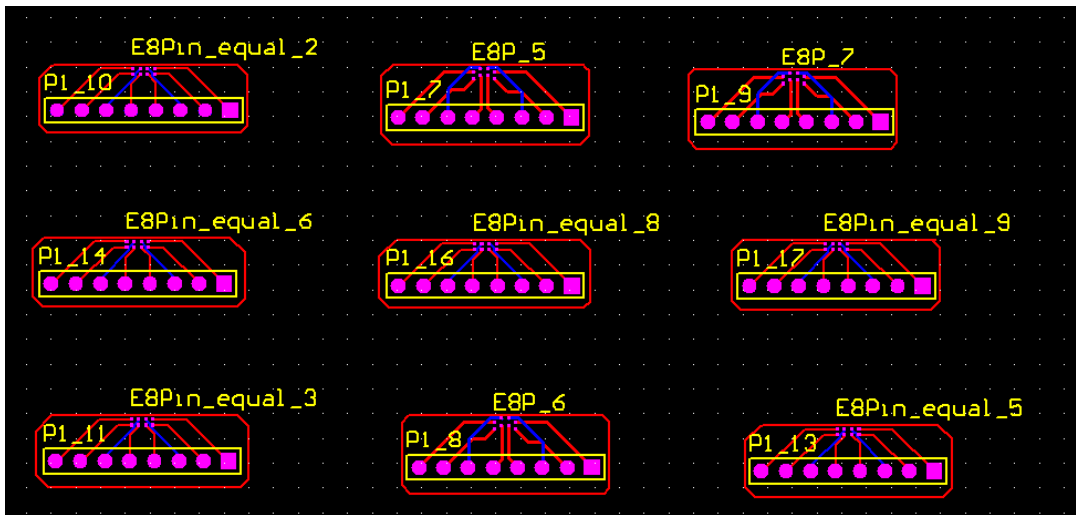 E8Pin_equal_2
P1_10
E8P_5
P1_7
E8P_7
P1_9
E8Pin_equal_6
P1_14
E8Pin_equal_8
P1_16
E8Pin_equal_9
P1_17
E8Pin_equal_3
P1_11
E8P_6
P1_8
E8Pin_equal_5
P1_13